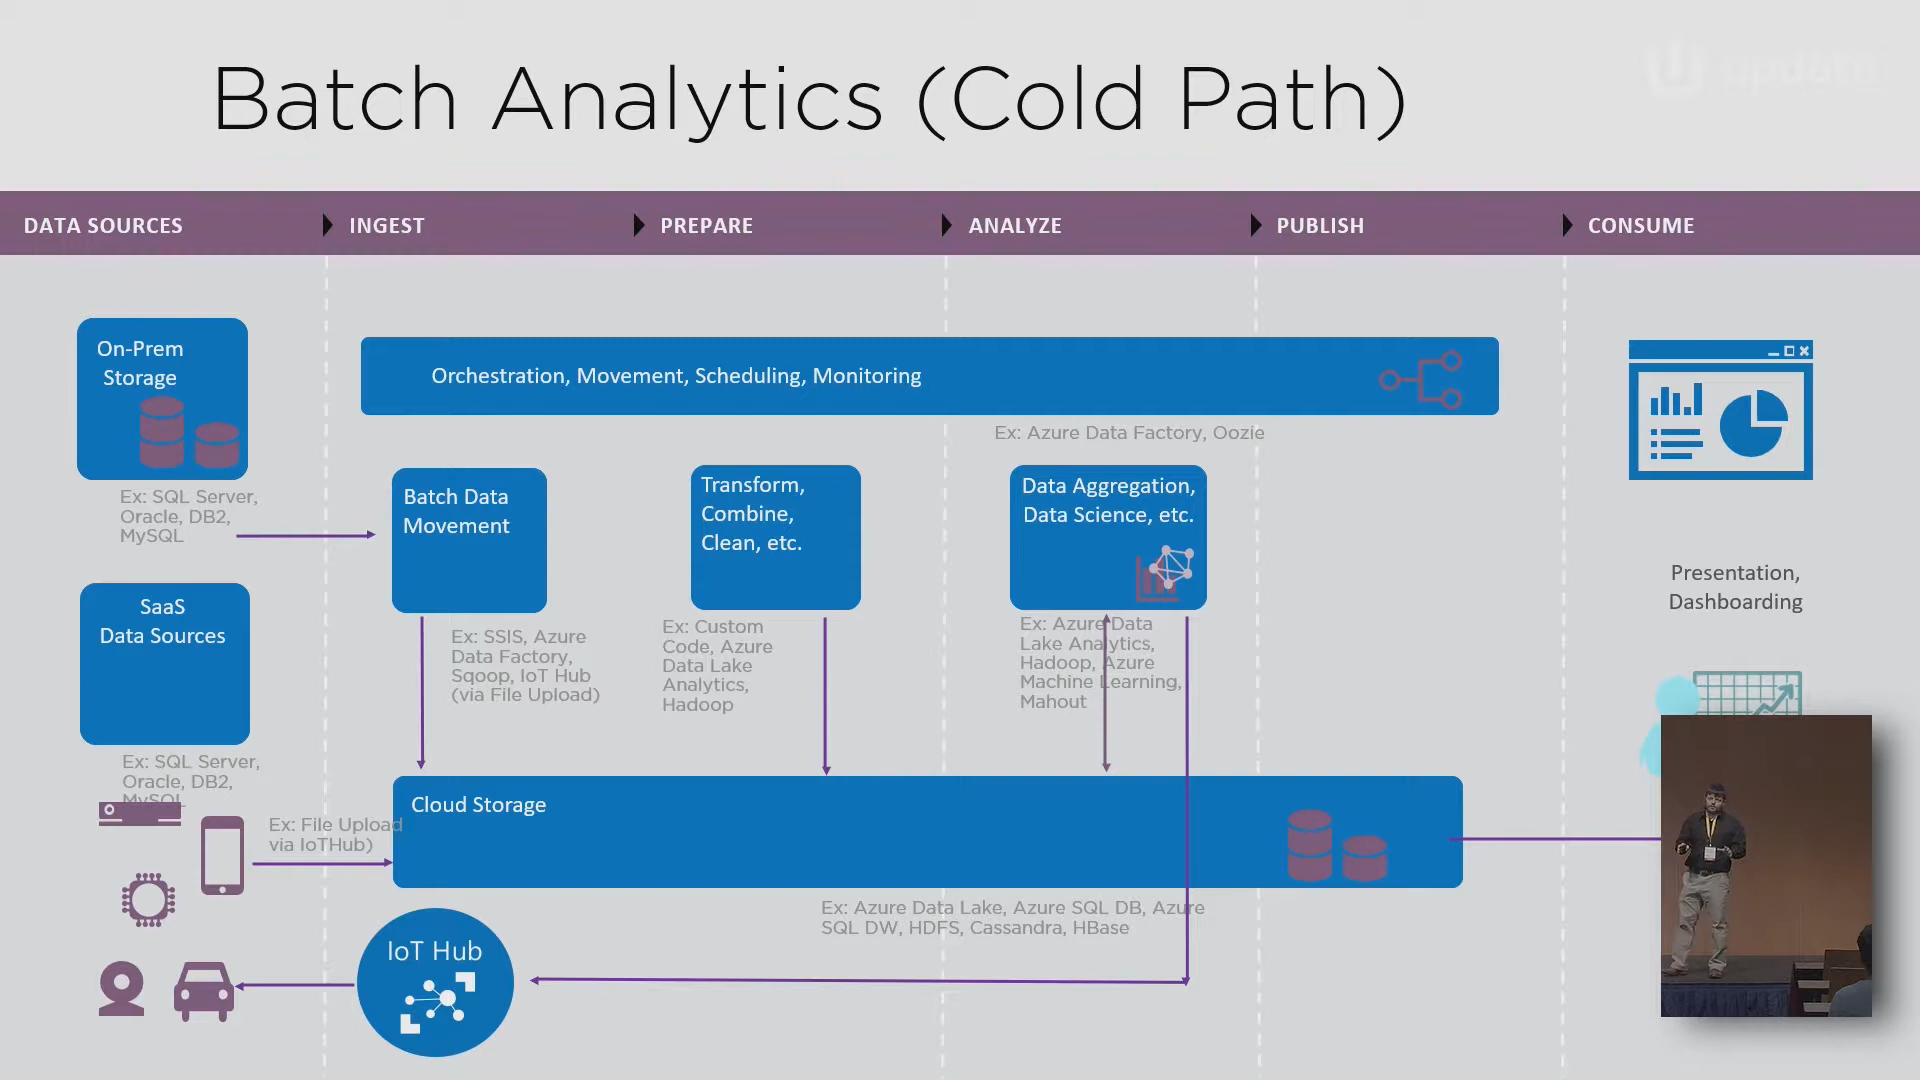 Batch Analytics (Cold Path)
update
DATA SOURCES
INGEST
PREPARE
ANALYZE
PUBLISH
CONSUME
On-Prem
Storage
Ex: SQL Server,
Oracle, DB2,
MySQL
Orchestration, Movement, Scheduling, Monitoring
Ex: Azure Data Factory, Oozie
Batch Data
Movement
Ex: SSIS, Azure
Data Factory,
Sqoop, IoT Hub
(via File Upload)
Transform,
Combine,
Clean, etc.
Ex: Custom
Code, Azure
Data Lake
Analytics,
Hadoop
Data Aggregation,
Data Science, etc.
Ex: Azure Data
Lake Analytics,
Hadoop, Azure
Machine Learning,
Mahout
Presentation,
Dashboarding
SaaS
Data Sources
Ex: SQL Server,
Oracle, DB2,
MySQL
Ex: File Upload
via IoTHub)
Cloud Storage
Ex: Azure Data Lake, Azure SQL DB, Azure
SQL DW, HDFS, Cassandra, HBase
IoT Hub